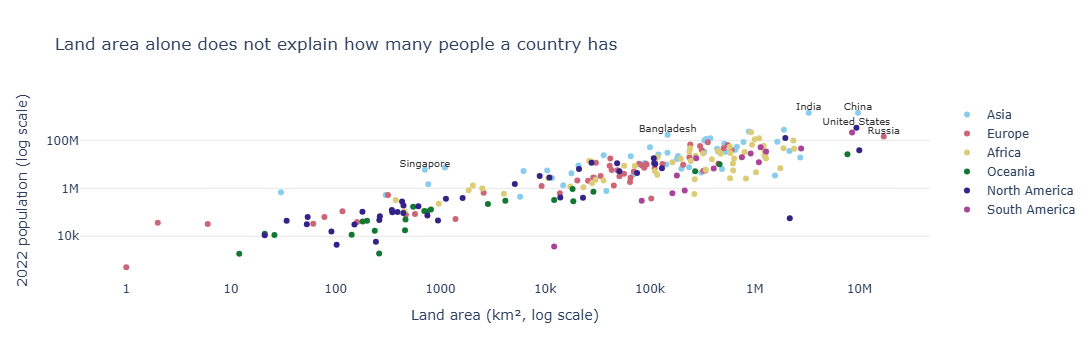 Land area alone does not explain how many people a country has
2022 population (log scale)
100M
1M
10k
India
China
United States
Russia
Bangladesh
Singapore
Asia
Europe
Africa
Oceania
North America
South America
1
10
100
1000
10k
100k
1M
10M
Land area (km², log scale)